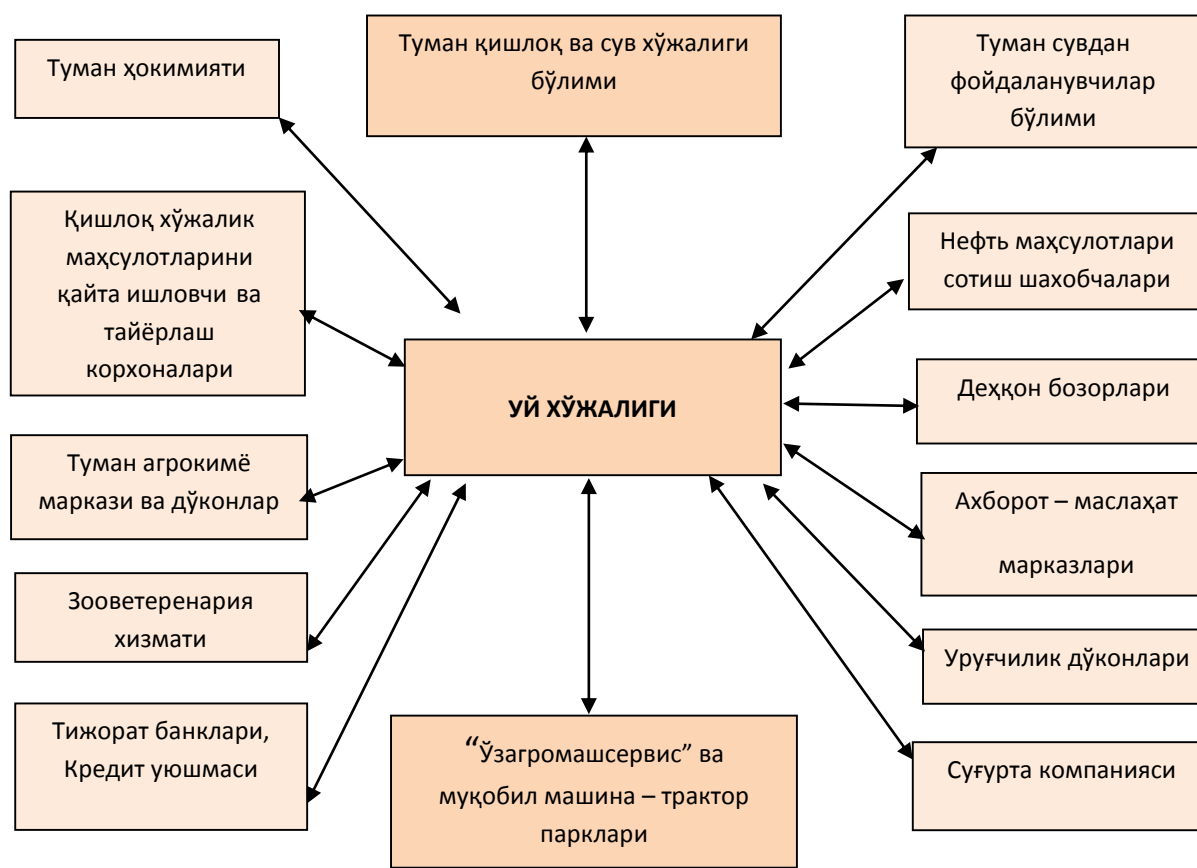 Туман ҳокимияти
Туман қишлоқ ва сув хўжалиги
бўлими
Туман сувдан
фойдаланувчилар
бўлими
Қишлоқ хўжалик
маҳсулотларини
қайта ишловчи ва
тайёрлаш
корхоналари
Нефть маҳсулотлари
сотиш шахобчалари
УЙ ХЎЖАЛИГИ
Деҳқон бозорлари
Туман агрокимё
маркази ва дўконлар
Ахборот – маслаҳат
марказлари
Зооветеренария
хизмати
Уруғчилик дўконлари
Тижорат банклари,
Кредит уюшмаси
“Ўзагромашсервис” ва
муқобил машина – трактор
парклари
Суғурта компанияси